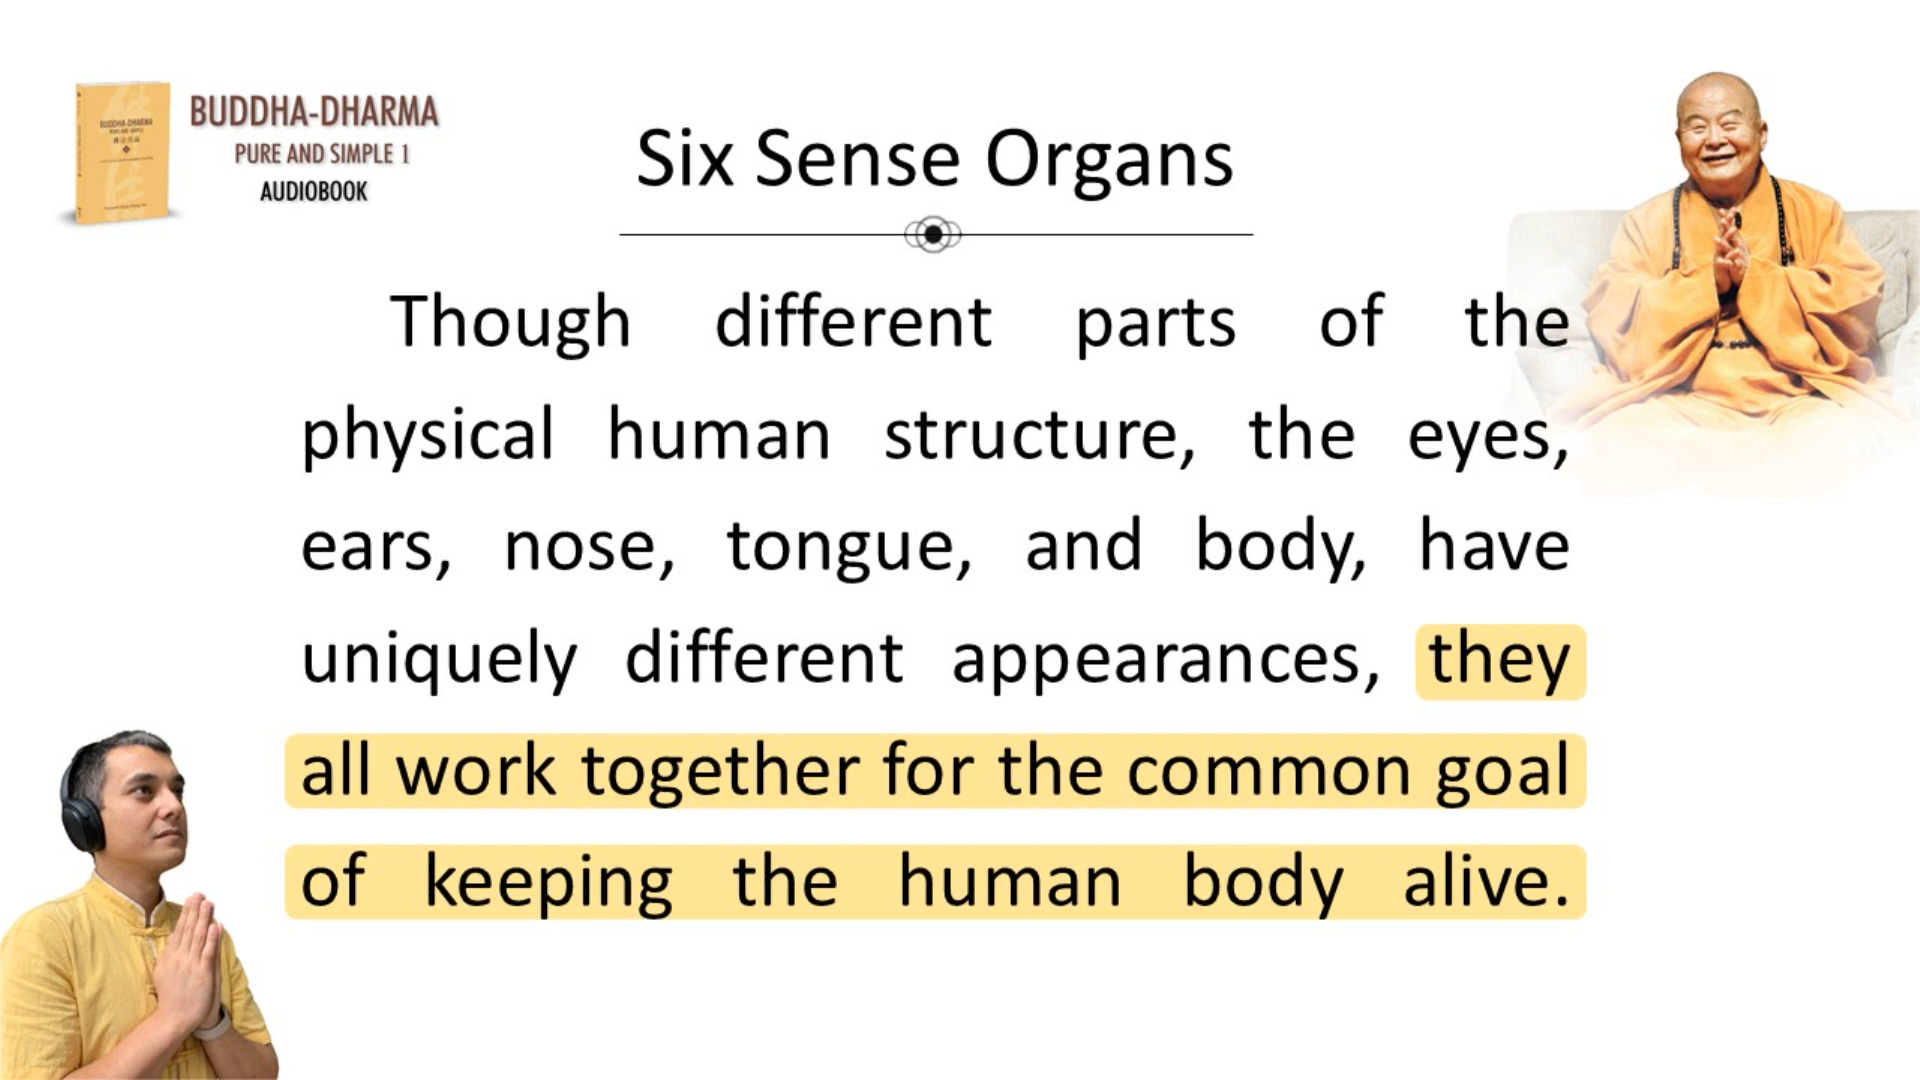 BUDDHA-DHARMA
PURE AND SIMPLE 1
AUDIOBOOK
Six Sense Organs
Though different parts of the
physical human structure, the eyes,
ears, nose, tongue, and body, have
uniquely different appearances, they
all work together for the common goal
of keeping the human body alive.
BUDDHA-DHARMA